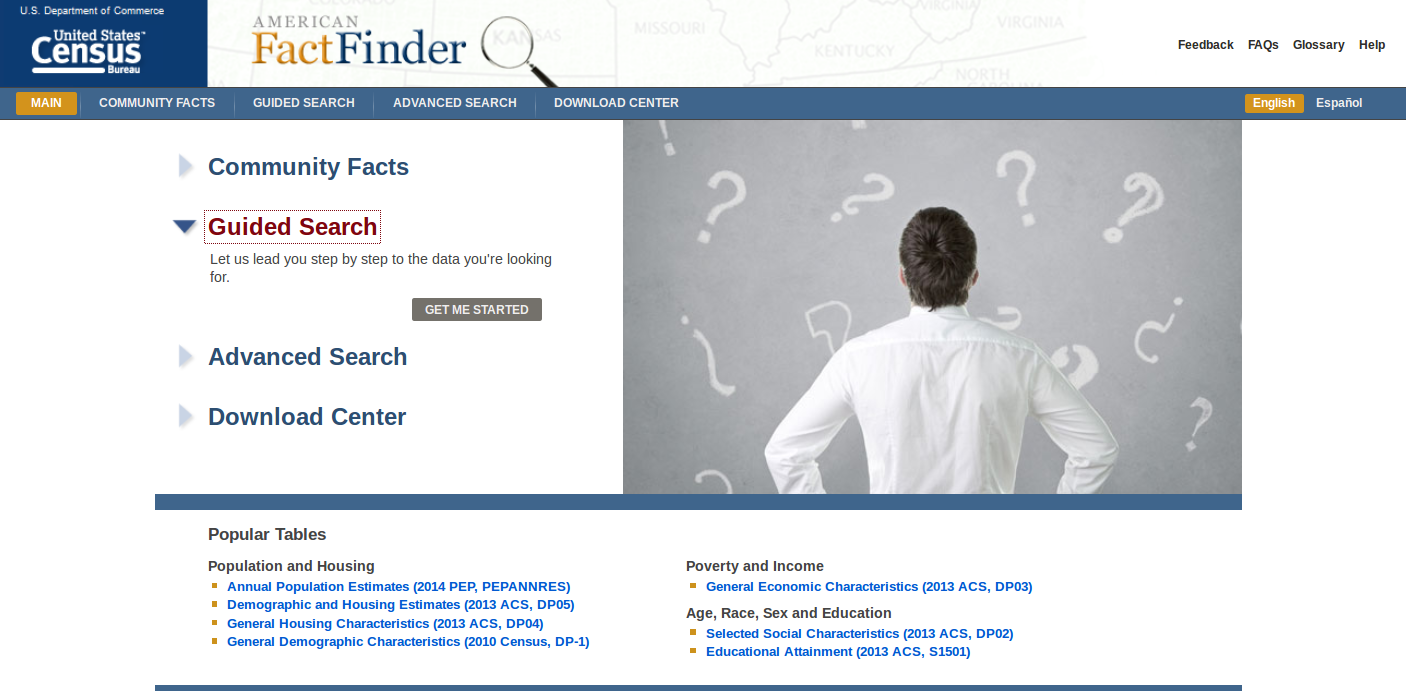 U.S. Department of Commerce
United States™
Census
Bureau
AMERICAN
FactFinder
COLORADO
KANSAS
MISSOURI
KENTUCKY
VIRGINIA
VIRGINIA
NORTH
CAROLINA
Feedback FAQs Glossary Help
MAIN COMMUNITY FACTS GUIDED SEARCH ADVANCED SEARCH DOWNLOAD CENTER English Español
Community Facts
Guided Search
Let us lead you step by step to the data you're looking
for.
GET ME STARTED
Advanced Search
Download Center
? ? ? ? ? ? ? ?
Popular Tables
Population and Housing
Annual Population Estimates (2014 PEP, PEPANNRES)
Demographic and Housing Estimates (2013 ACS, DP05)
General Housing Characteristics (2013 ACS, DP04)
General Demographic Characteristics (2010 Census, DP-1)
Poverty and Income
General Economic Characteristics (2013 ACS, DP03)
Age, Race, Sex and Education
Selected Social Characteristics (2013 ACS, DP02)
Educational Attainment (2013 ACS, S1501)